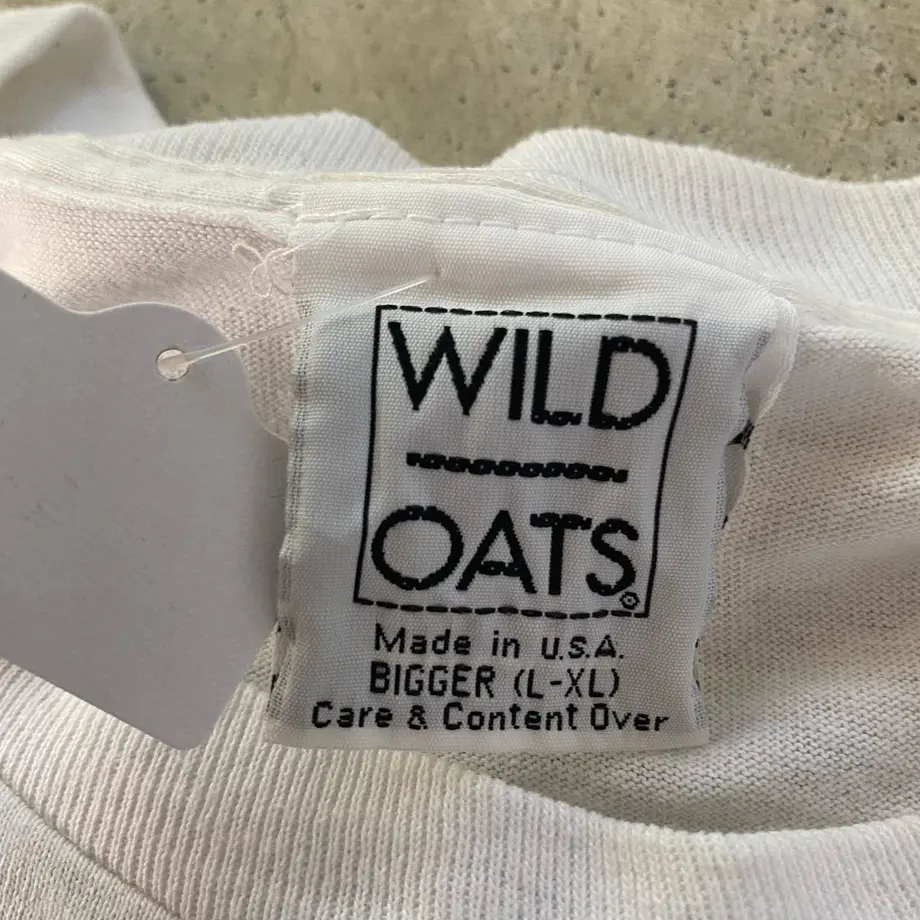 WILD
OATS®
Made in U.S.A.
BIGGER (L-XL)
Care & Content Over